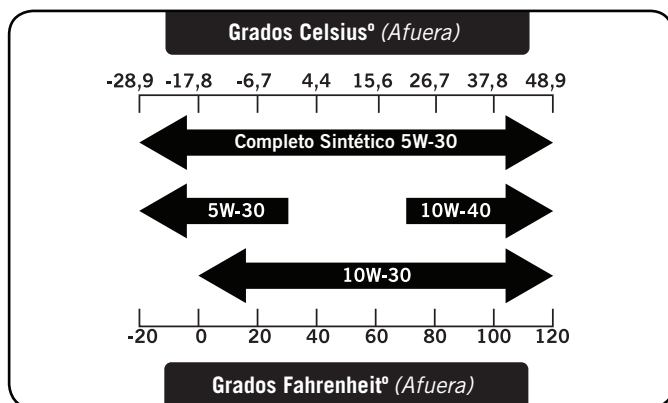 Grados Celsiusº (Afuera)
-28,9 -17,8 -6,7 4,4 15,6 26,7 37,8 48,9
Completo Sintético 5W-30
5W-30 10W-40
10W-30
-20 0 20 40 60 80 100 120
Grados Fahrenheitº (Afuera)